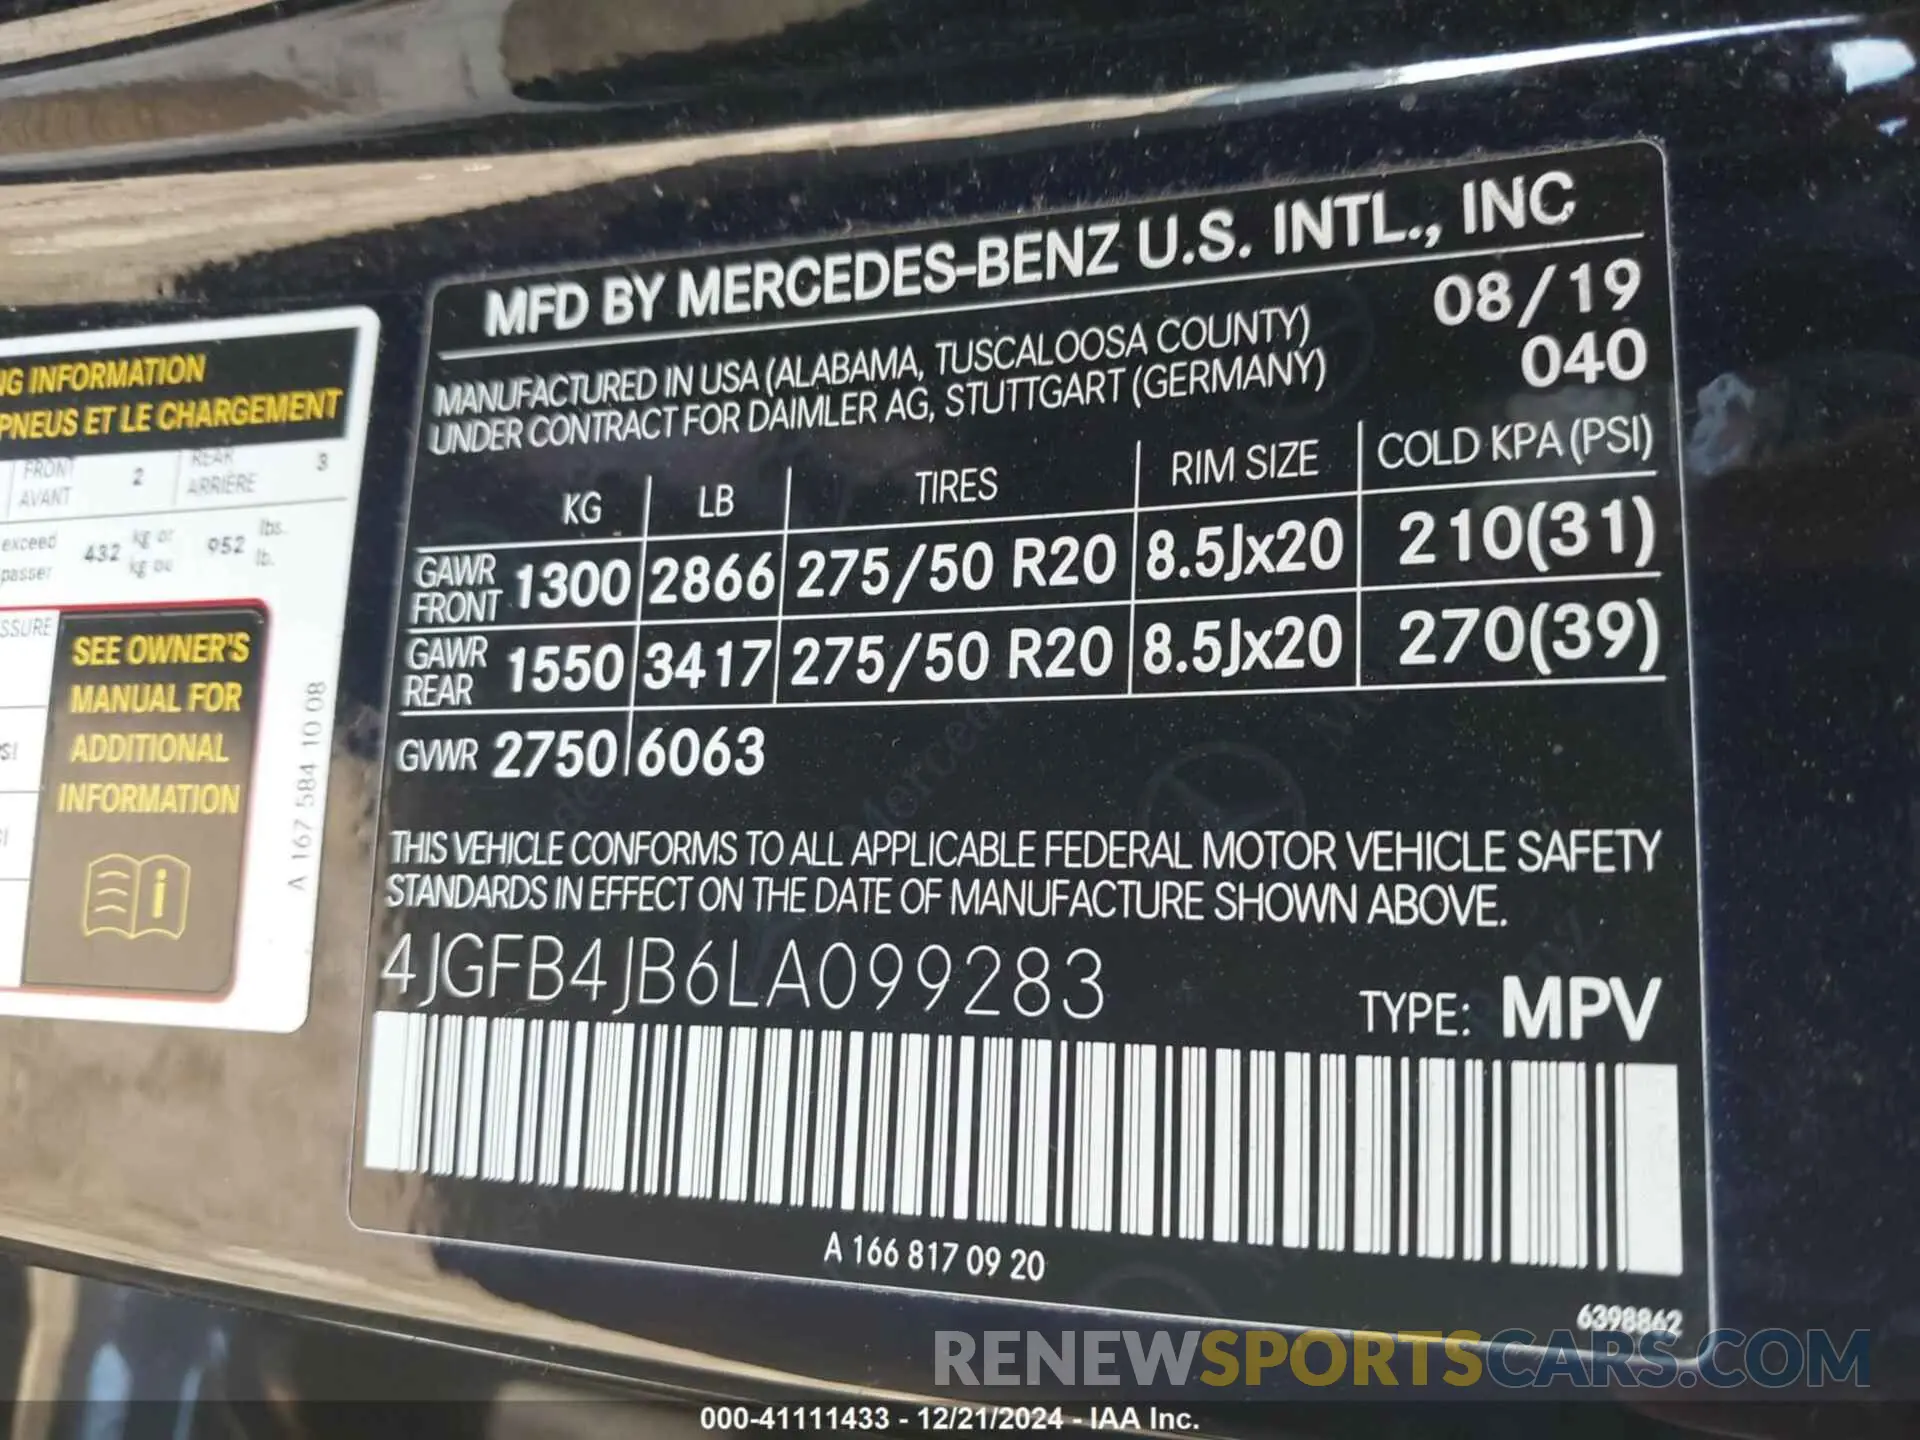 NG INFORMATION
PNEUS ET LE CHARGEMENT
FRONT
AVANT
2
REAR
ARRIÈRE
3
exceed
passer
432
kg or
kg ou
952
lbs.
lb.
SSURE
SEE OWNER'S
MANUAL FOR
ADDITIONAL
INFORMATION
A 167 584 10 08
MFD BY MERCEDES-BENZ U.S. INTL., INC
08/19
MANUFACTURED IN USA (ALABAMA, TUSCALOOSA COUNTY)
040
UNDER CONTRACT FOR DAIMLER AG, STUTTGART (GERMANY)
KG LB TIRES RIM SIZE COLD KPA (PSI)
GAWR FRONT 1300 2866 275/50 R20 8.5Jx20 210(31)
GAWR REAR 1550 3417 275/50 R20 8.5Jx20 270(39)
GVWR 2750 6063
THIS VEHICLE CONFORMS TO ALL APPLICABLE FEDERAL MOTOR VEHICLE SAFETY
STANDARDS IN EFFECT ON THE DATE OF MANUFACTURE SHOWN ABOVE.
4JGFB4JB6LA099283
TYPE: MPV
A 166 817 09 20
6398862
RENEWSPORTSCARS.COM
000-41111433 - 12/21/2024 - IAA Inc.